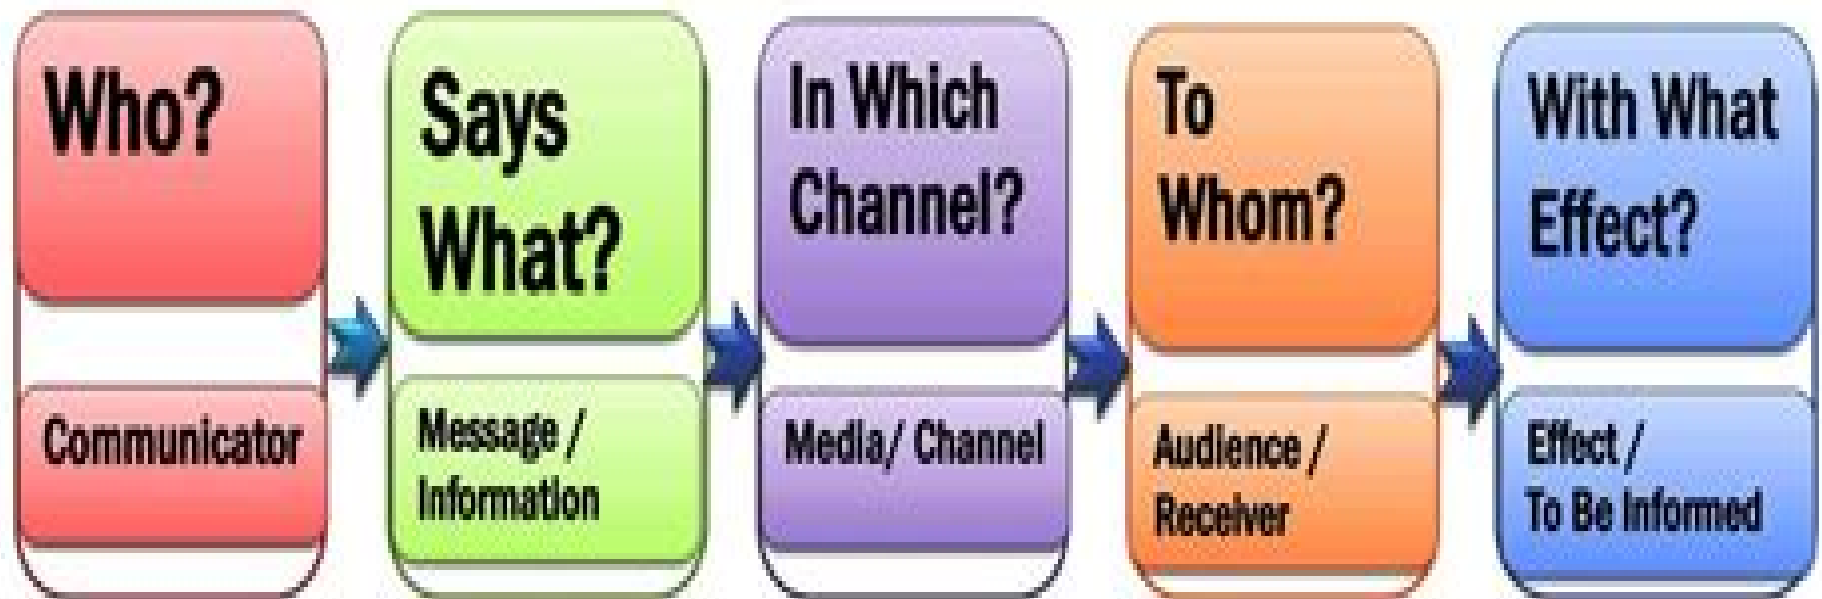 Who?
Communicator
Says
What?
Message /
Information
In Which
Channel?
Media/ Channel
To
Whom?
Audience /
Receiver
With What
Effect?
Effect /
To Be Informed